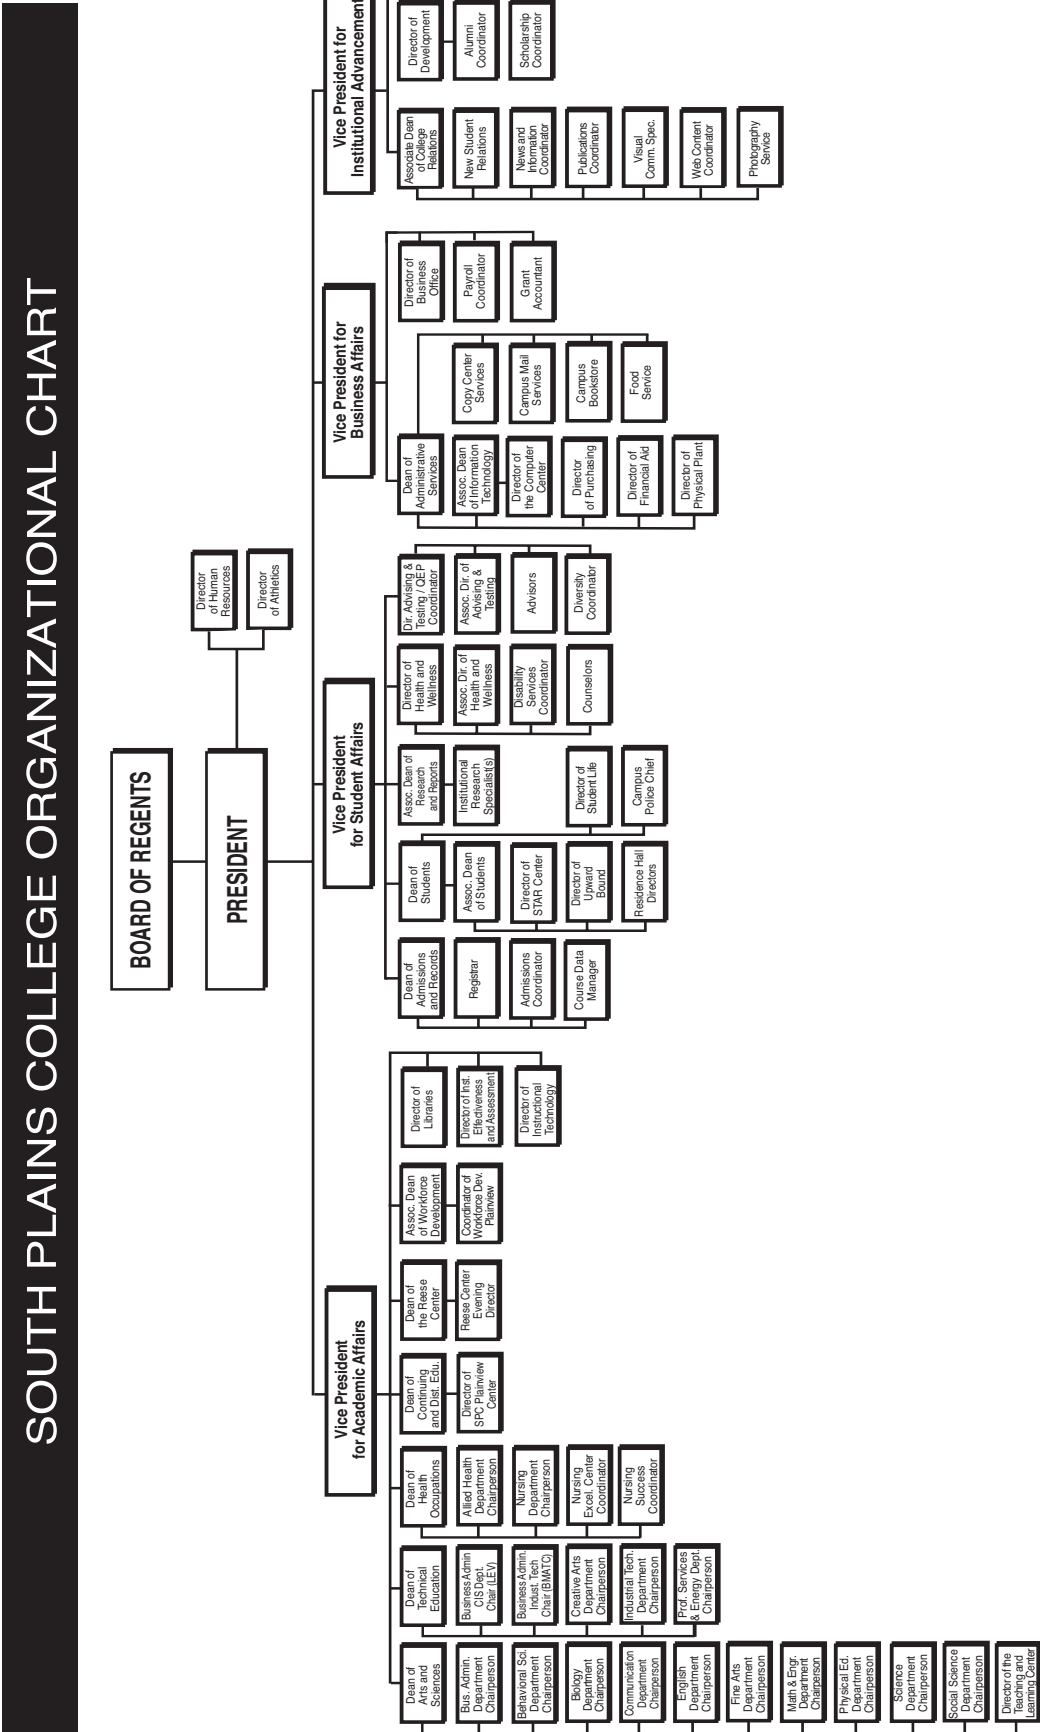 SOUTH PLAINS COLLEGE ORGANIZATIONAL CHART
BOARD OF REGENTS
PRESIDENT
Director
of Human
Resources
Director
of Athletics
Vice President
for Academic Affairs
Dean of
Arts and
Sciences
Bus. Admin.
Department
Chairperson
Behavioral Sci.
Department
Chairperson
Biology
Department
Chairperson
Communication
Department
Chairperson
English
Department
Chairperson
Fine Arts
Department
Chairperson
Math & Engr.
Department
Chairperson
Physical Ed.
Department
Chairperson
Science
Department
Chairperson
Social Science
Department
Chairperson
Director of the
Teaching and
Learning Center
Dean of
Technical
Education
Business Admin
CIS Dept.
Chair (LEV)
Business Admin.
Indust. Tech
Chair (BMATC)
Creative Arts
Department
Chairperson
Industrial Tech.
Department
Chairperson
Prof. Services
& Energy Dept.
Chairperson
Dean of
Health
Occupations
Allied Health
Department
Chairperson
Nursing
Department
Chairperson
Nursing
Excel. Center
Coordinator
Nursing
Success
Coordinator
Dean of
Continuing
and Dist. Edu.
Director of
SPC Plainview
Center
Dean of
the Reese
Center
Reese Center
Evening
Director
Assoc. Dean
of Workforce
Development
Coordinator of
Workforce Dev.
Plainview
Director of
Libraries
Director of Inst.
Effectiveness
and Assessment
Director of
Instructional
Technology
Vice President
for Student Affairs
Dean of
Admissions
and Records
Registrar
Admissions
Coordinator
Course Data
Manager
Dean of
Students
Assoc. Dean
of Students
Director of
STAR Center
Director of
Upward
Bound
Residence Hall
Directors
Director of
Student Life
Campus
Police Chief
Assoc. Dean of
Research
and Reports
Institutional
Research
Specialist(s)
Director of
Health and
Wellness
Assoc. Dir. of
Health and
Wellness
Disability
Services
Coordinator
Counselors
Dir. Advising &
Testing / QEP
Coordinator
Assoc. Dir. of
Advising &
Testing
Advisors
Diversity
Coordinator
Vice President for
Business Affairs
Dean of
Administrative
Services
Assoc. Dean
of Information
Technology
Director of
the Computer
Center
Director
of Purchasing
Director of
Financial Aid
Director of
Physical Plant
Copy Center
Services
Campus Mail
Services
Campus
Bookstore
Food
Service
Director of
Business
Office
Payroll
Coordinator
Grant
Accountant
Vice President for
Institutional Advancement
Associate Dean
of College
Relations
New Student
Relations
News and
Information
Coordinator
Publications
Coordinator
Visual
Comm. Spec.
Web Content
Coordinator
Photography
Service
Director of
Development
Alumni
Coordinator
Scholarship
Coordinator